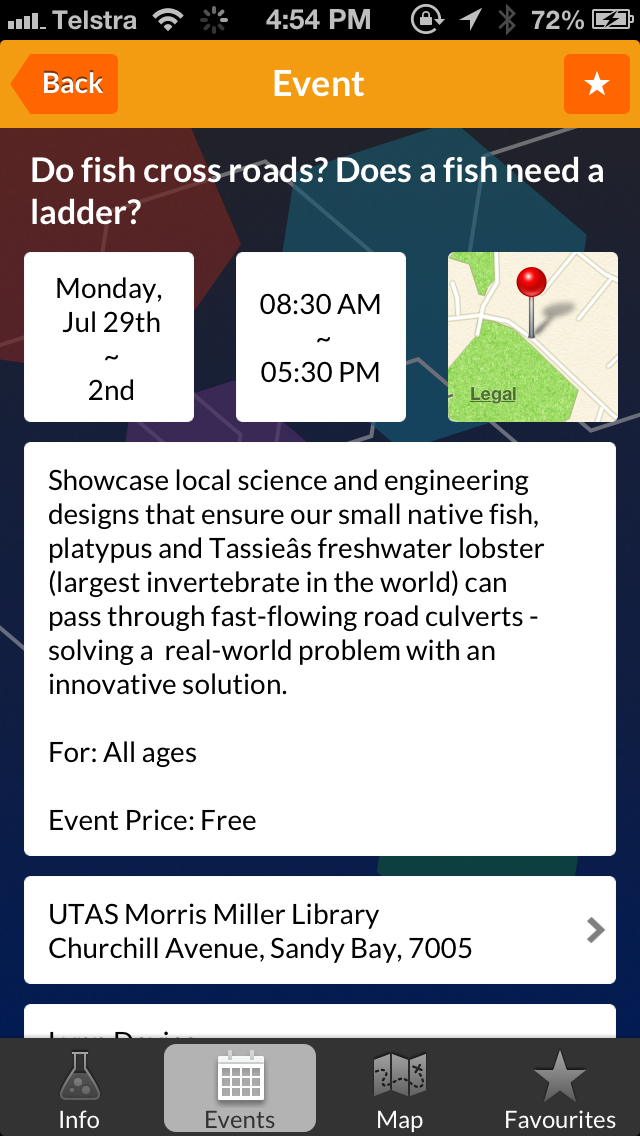 Telstra 4:54 PM 72%
Back Event
Do fish cross roads? Does a fish need a
ladder?
Monday,
Jul 29th
~
2nd
08:30 AM
~
05:30 PM
Legal
Showcase local science and engineering
designs that ensure our small native fish,
platypus and Tassieâs freshwater lobster
(largest invertebrate in the world) can
pass through fast-flowing road culverts -
solving a  real-world problem with an
innovative solution.
For: All ages
Event Price: Free
UTAS Morris Miller Library
Churchill Avenue, Sandy Bay, 7005
Info Events Map Favourites